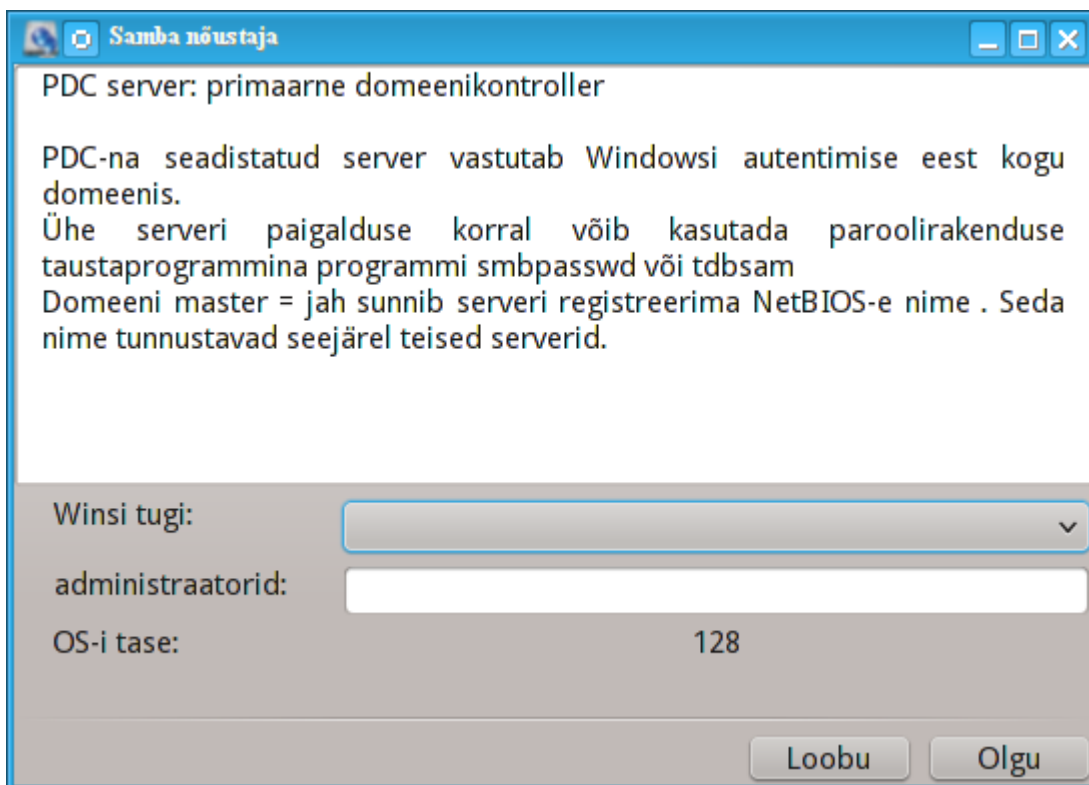 Samba nõustaja
PDC server: primaarne domeenikontroller
PDC-na seadistatud server vastutab Windowsi autentimise eest kogu
domeenis.
Ühe serveri paigalduse korral võib kasutada paroolirakenduse
taustaprogrammina programmi smbpasswd või tdbsam
Domeeni master = jah sunnib serveri registreerima NetBIOS-e nime . Seda
nime tunnustavad seejärel teised serverid.
Winsi tugi:
administraatorid:
OS-i tase: 128
Loobu Olgu